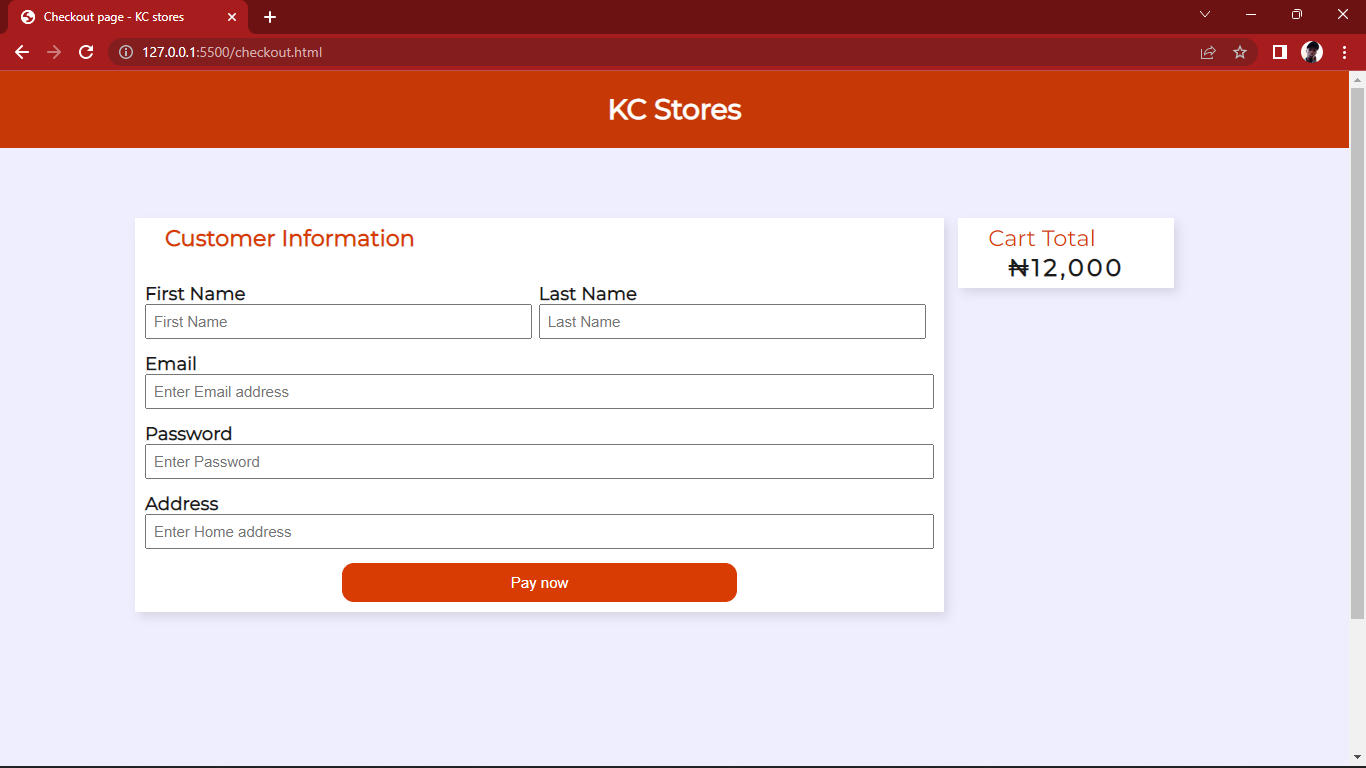 Checkout page - KC stores
127.0.0.1:5500/checkout.html
KC Stores
Customer Information
First Name
Last Name
First Name
Last Name
Email
Enter Email address
Password
Enter Password
Address
Enter Home address
Pay now
Cart Total
₦12,000